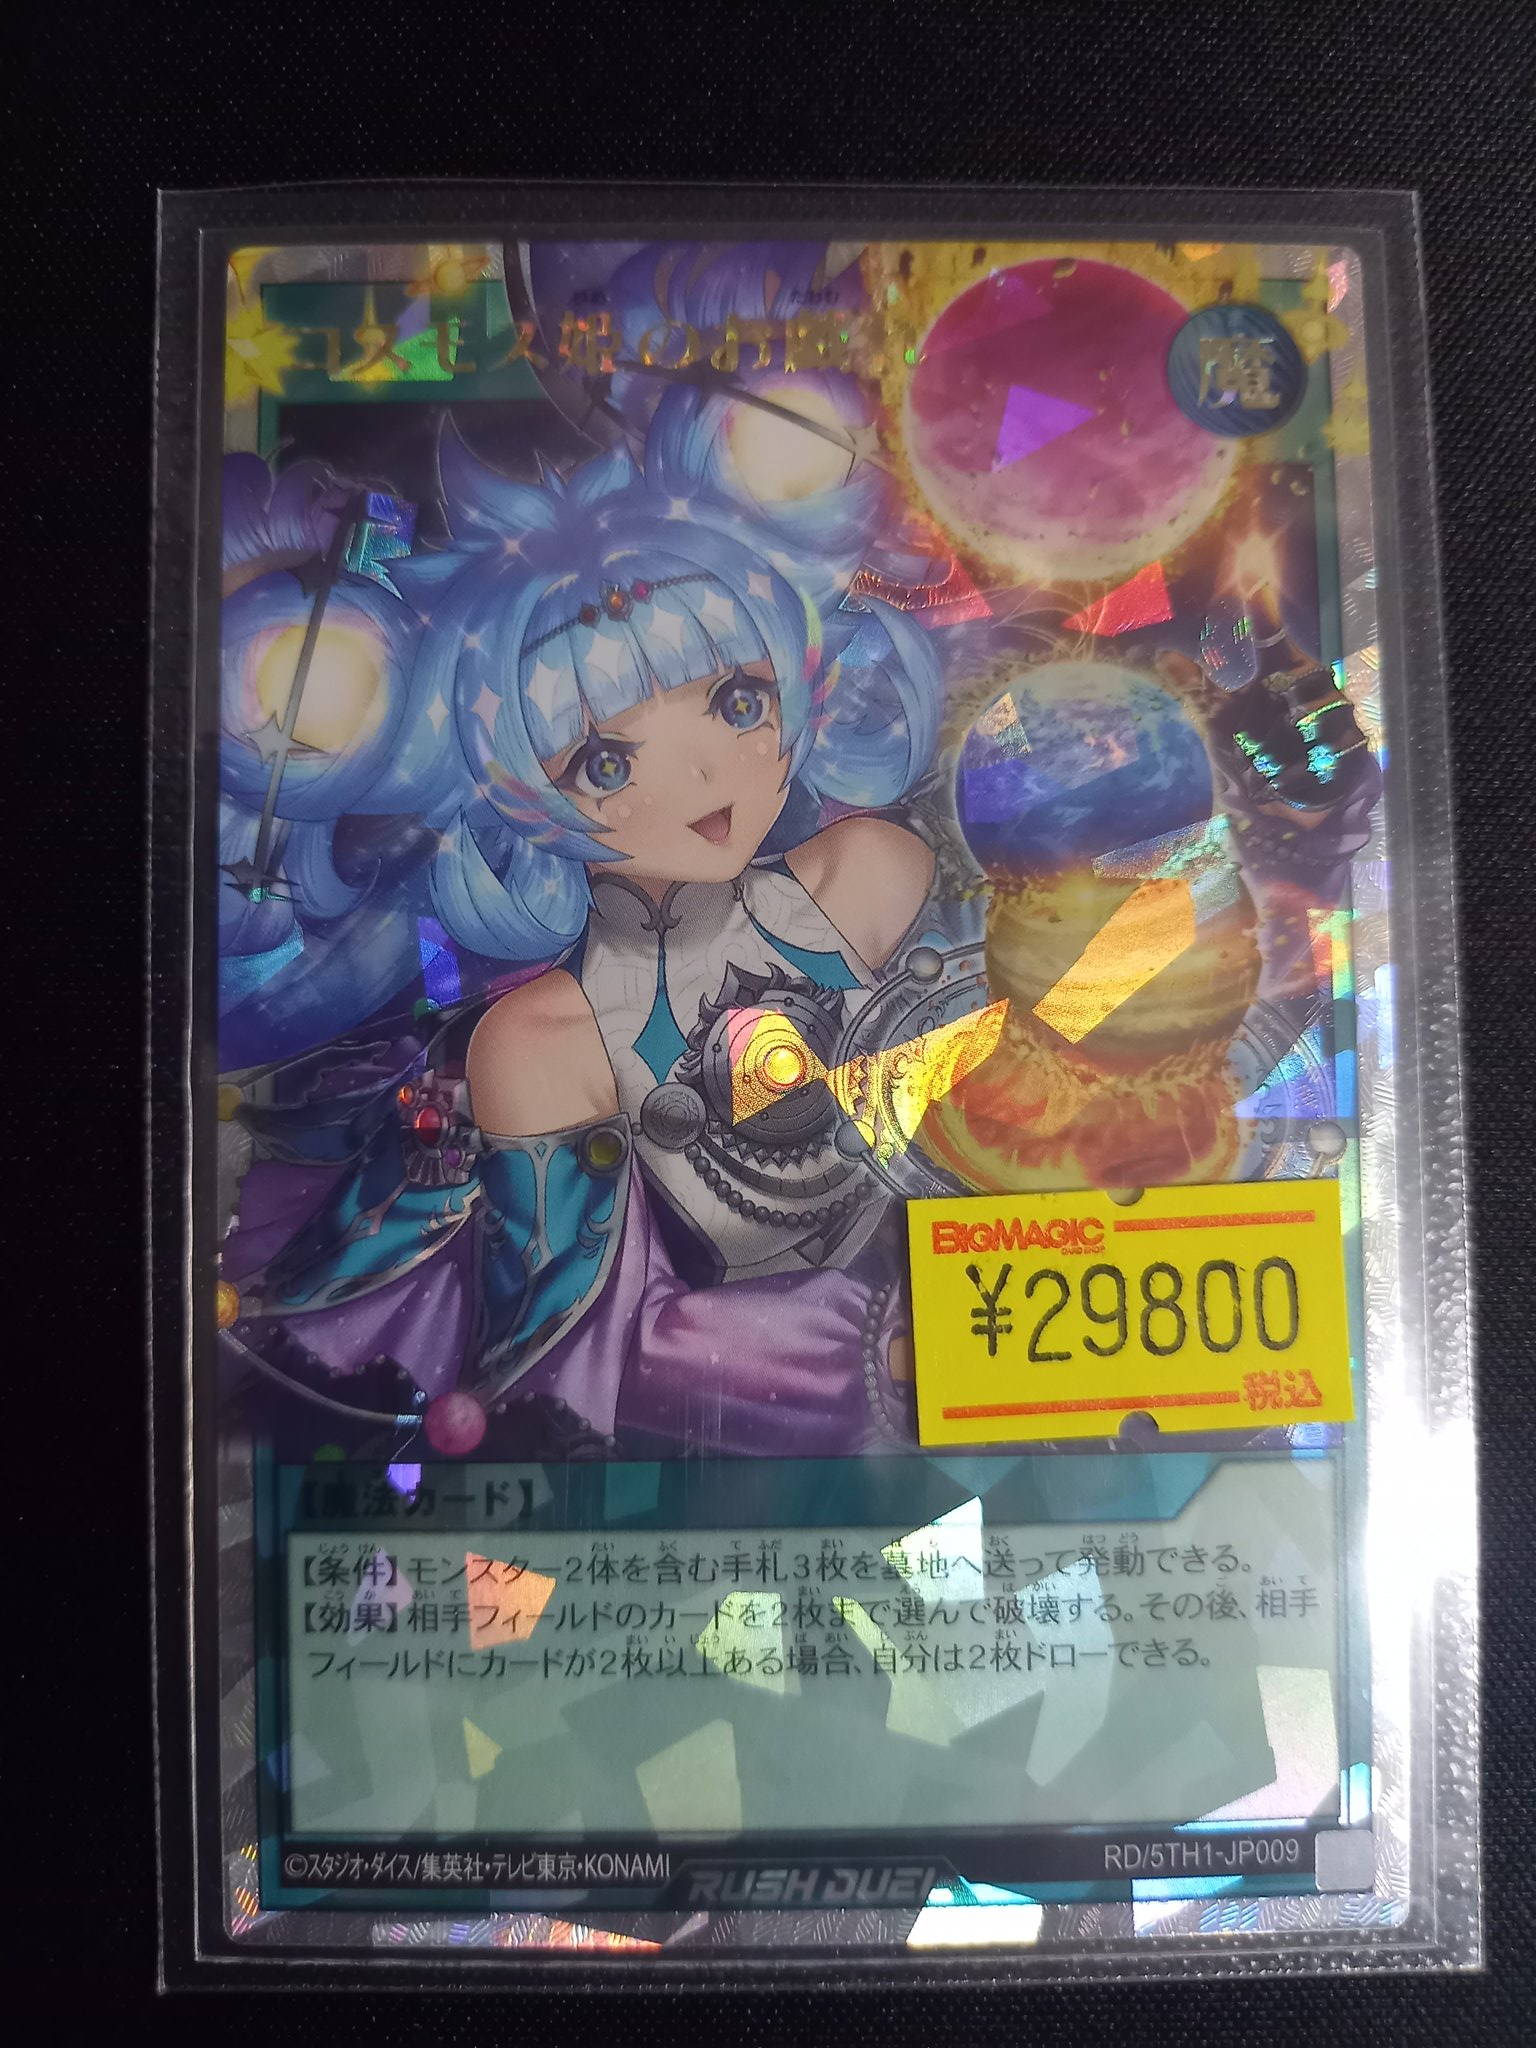 コスモス姫のお戯れ
魔
BIGMAGIC
CARD SHOP
¥29800
税込
【魔法カード】
【条件】モンスター2体を含む手札3枚を墓地へ送って発動できる。
【効果】相手フィールドのカードを2枚まで選んで破壊する。その後、相手
フィールドにカードが2枚以上ある場合、自分は2枚ドローできる。
RD/5TH1-JP009
©スタジオ・ダイス/集英社・テレビ東京・KONAMI
RUSH DUEL